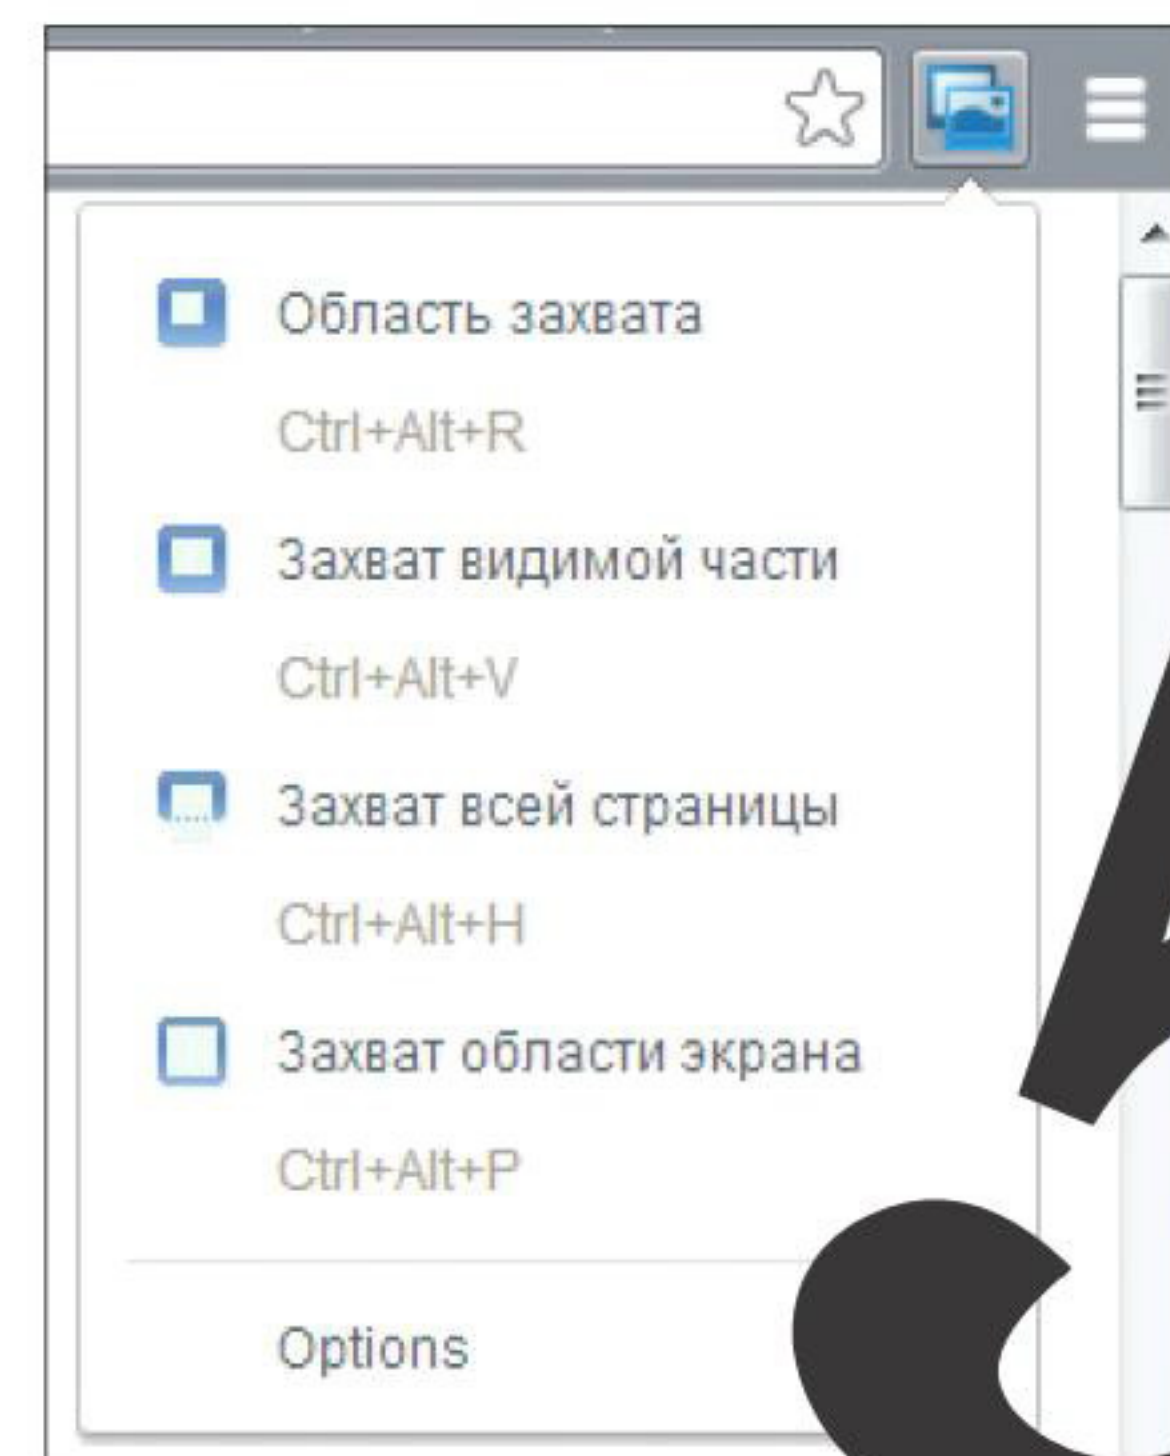 Область захвата
Ctrl+Alt+R
Захват видимой части
Ctrl+Alt+V
Захват всей страницы
Ctrl+Alt+H
Захват области экрана
Ctrl+Alt+P
Options